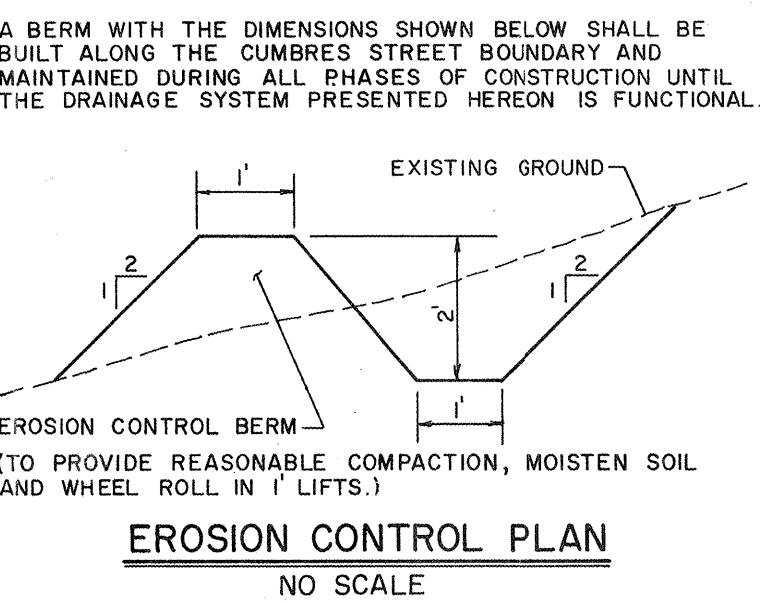 A BERM WITH THE DIMENSIONS SHOWN BELOW SHALL BE
BUILT ALONG THE CUMBRES STREET BOUNDARY AND
MAINTAINED DURING ALL PHASES OF CONSTRUCTION UNTIL
THE DRAINAGE SYSTEM PRESENTED HEREON IS FUNCTIONAL.
1'
EXISTING GROUND
2
1
2
1
2'
1'
EROSION CONTROL BERM
(TO PROVIDE REASONABLE COMPACTION, MOISTEN SOIL
AND WHEEL ROLL IN 1' LIFTS.)
EROSION CONTROL PLAN
NO SCALE